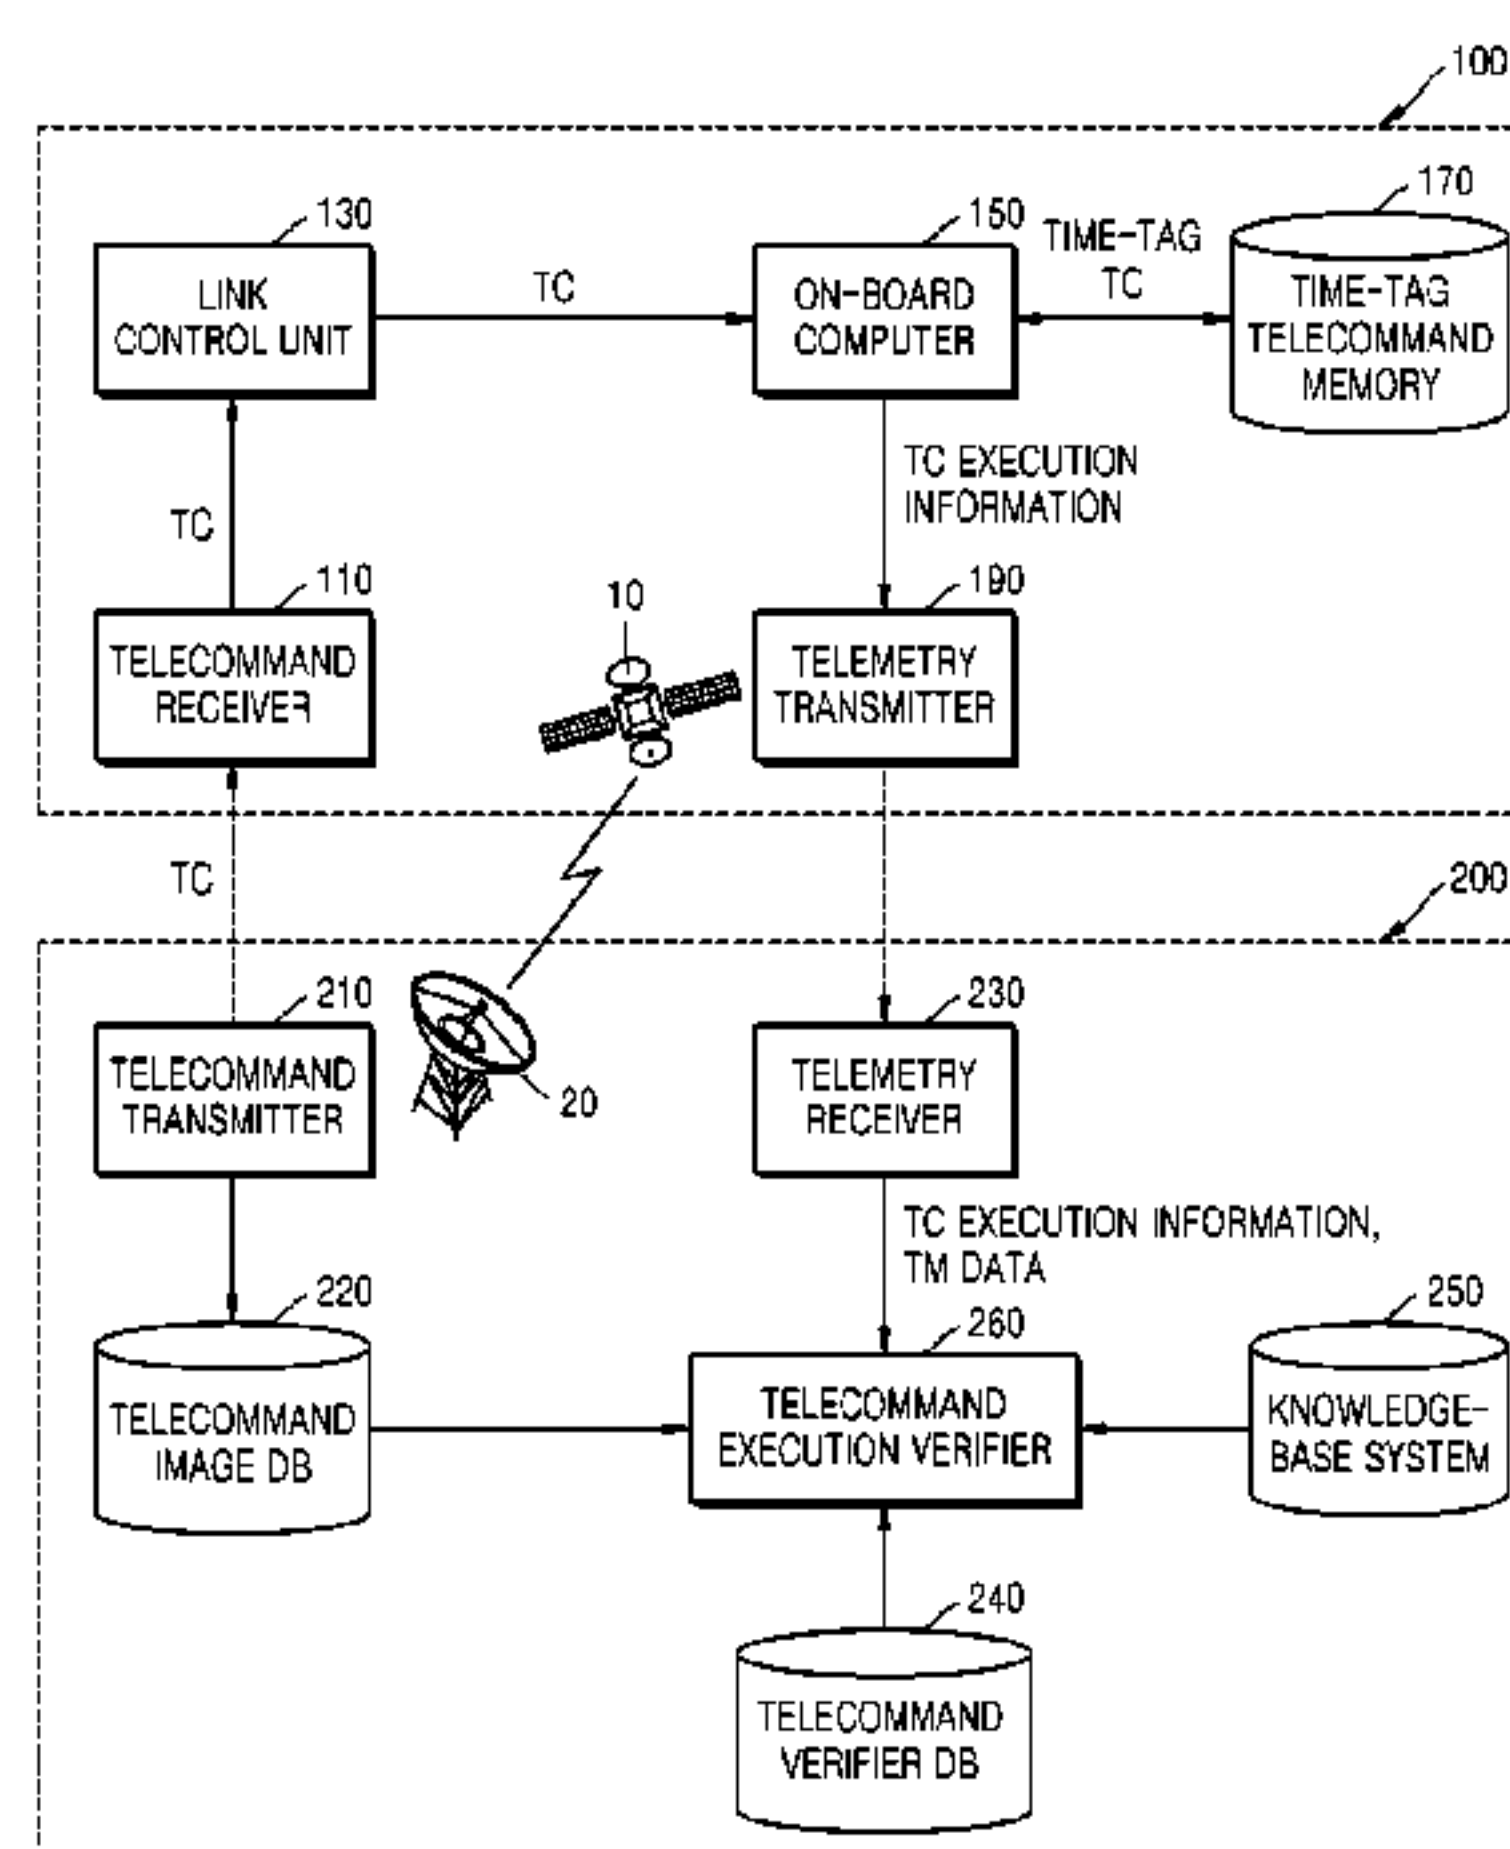 100
130
150
170
TIME-TAG
TC
TC
LINK
CONTROL UNIT
ON-BOARD
COMPUTER
TIME-TAG
TELECOMMAND
MEMORY
TC EXECUTION
INFORMATION
TC
110
10
190
TELECOMMAND
RECEIVER
TELEMETRY
TRANSMITTER
TC
200
210
230
TELECOMMAND
TRANSMITTER
20
TELEMETRY
RECEIVER
TC EXECUTION INFORMATION,
TM DATA
220
260
250
TELECOMMAND
IMAGE DB
TELECOMMAND
EXECUTION VERIFIER
KNOWLEDGE-
BASE SYSTEM
240
TELECOMMAND
VERIFIER DB